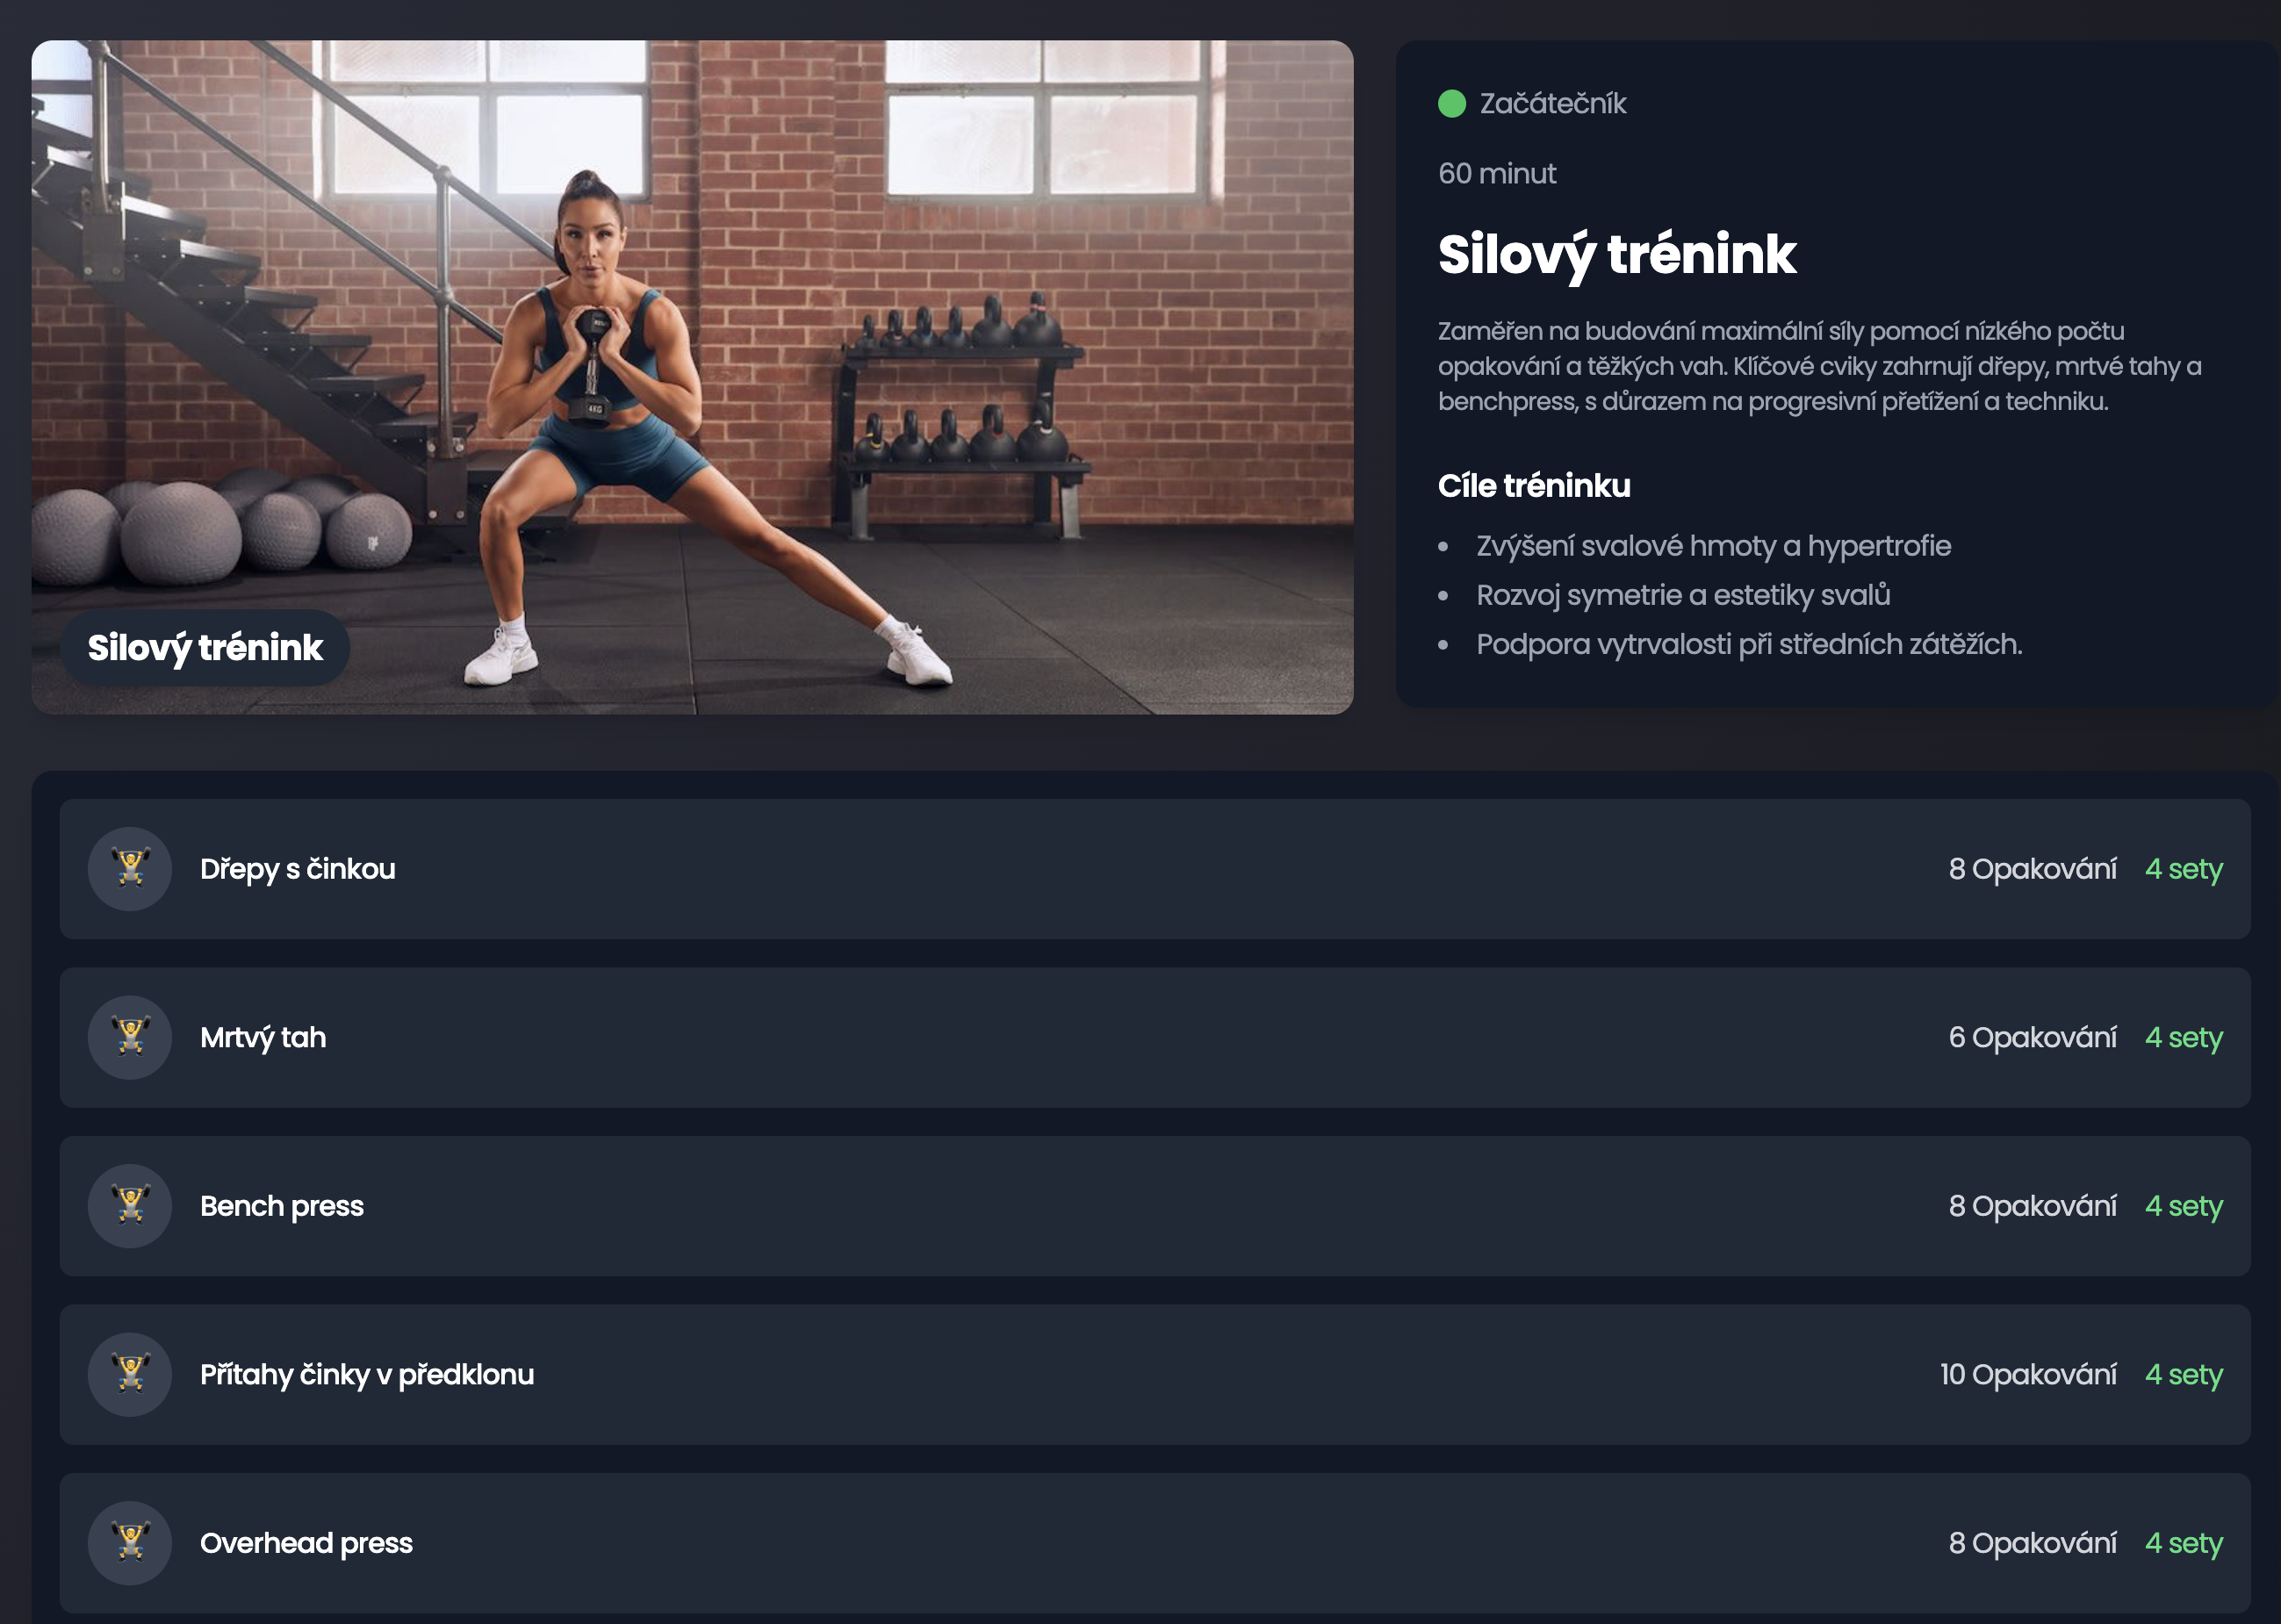 Začátečník
60 minut
Silový trénink
Zaměřen na budování maximální síly pomocí nízkého počtu
opakování a těžkých vah. Klíčové cviky zahrnují dřepy, mrtvé tahy a
benchpress, s důrazem na progresivní přetížení a techniku.
Cíle tréninku
• Zvýšení svalové hmoty a hypertrofie
• Rozvoj symetrie a estetiky svalů
• Podpora vytrvalosti při středních zátěžích.
4KG
Silový trénink
Dřepy s činkou 8 Opakování 4 sety
Mrtvý tah 6 Opakování 4 sety
Bench press 8 Opakování 4 sety
Přítahy činky v předklonu 10 Opakování 4 sety
Overhead press 8 Opakování 4 sety